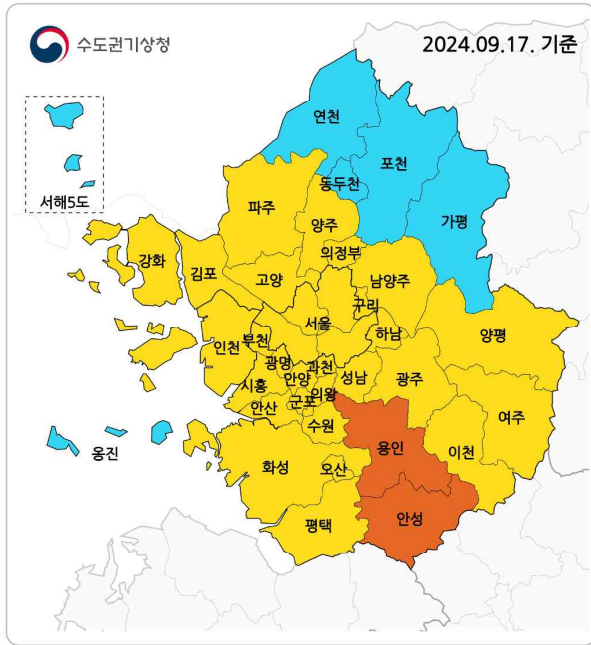 수도권기상청
2024.09.17. 기준
서해5도
연천
포천
동두천
가평
파주
양주
의정부
강화
김포
고양
남양주
구리
서울
하남
양평
인천
부천
광명
과천
시흥
안양
성남
광주
의왕
군포
안산
여주
수원
용인
이천
옹진
화성
오산
안성
평택